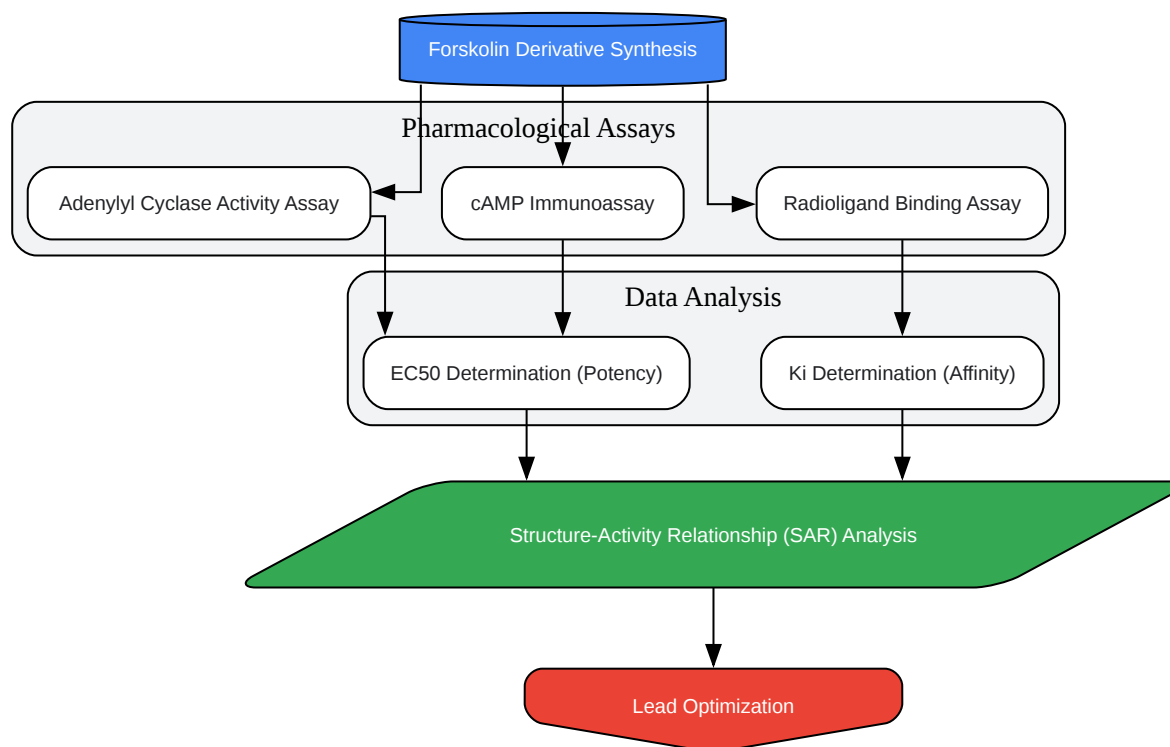 Forskolin Derivative Synthesis
Pharmacological Assays
Adenylyl Cyclase Activity Assay
cAMP Immunoassay
Radioligand Binding Assay
Data Analysis
EC50 Determination (Potency)
Ki Determination (Affinity)
Structure-Activity Relationship (SAR) Analysis
Lead Optimization